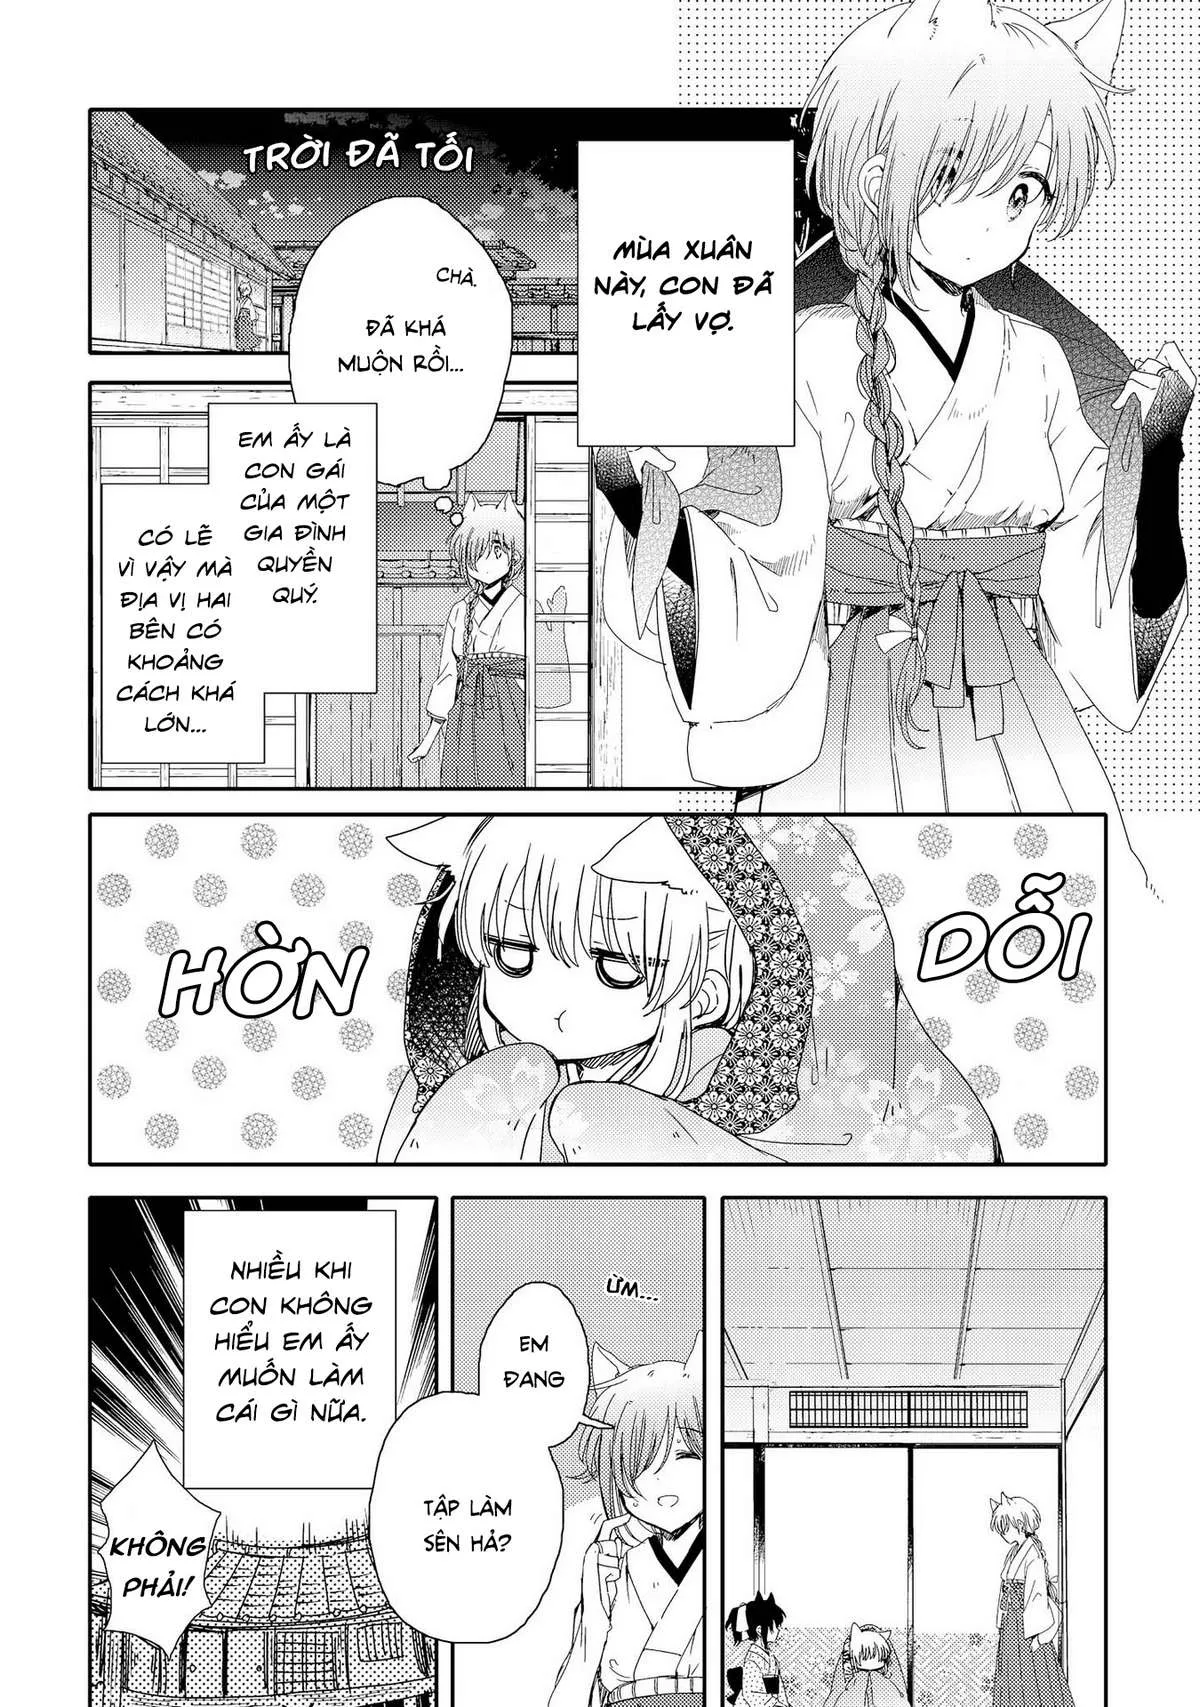 MÙA XUÂN
NÀY, CON ĐÃ
LẤY VỢ.
TRỜI ĐÃ TỐI
CHÀ.
ĐÃ KHÁ
MUỘN RỒI...
EM ẤY LÀ
CON GÁI
CỦA MỘT
GIA ĐÌNH
QUYỀN
QUÝ.
CÓ LẼ
VÌ VẬY MÀ
ĐỊA VỊ HAI
BÊN CÓ
KHOẢNG
CÁCH KHÁ
LỚN...
HỜN
DỖI
ỪM...
EM
ĐANG
TẬP LÀM
SÊN HẢ?
NHIỀU KHI
CON KHÔNG
HIỂU EM ẤY
MUỐN LÀM
CÁI GÌ NỮA.
KHÔNG
PHẢI!